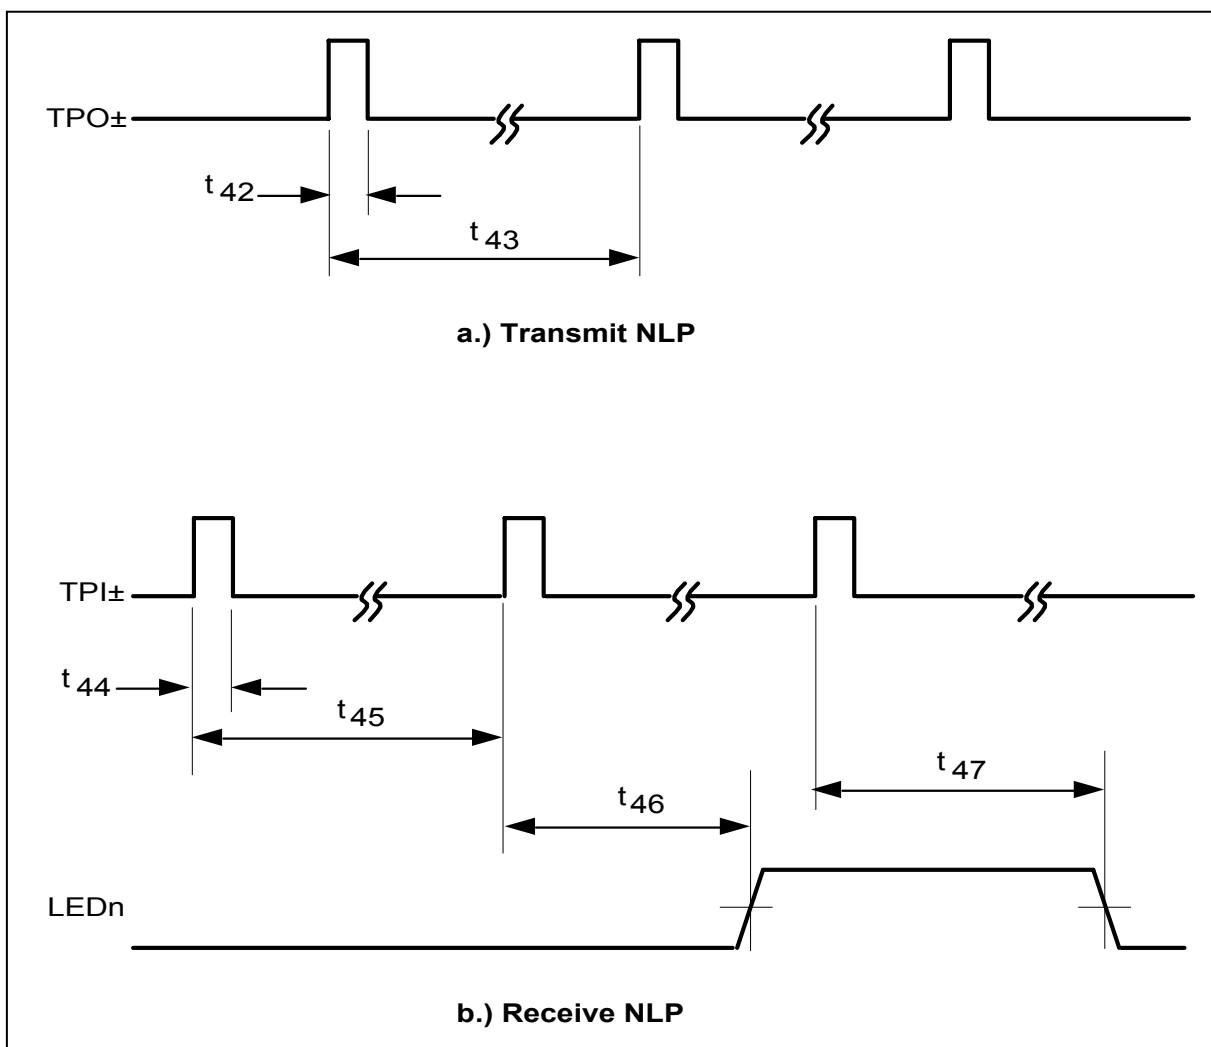 TPO±
t 42
t 43
a.) Transmit NLP
TPI±
t 44
t 45
t 46
t 47
LEDn
b.) Receive NLP